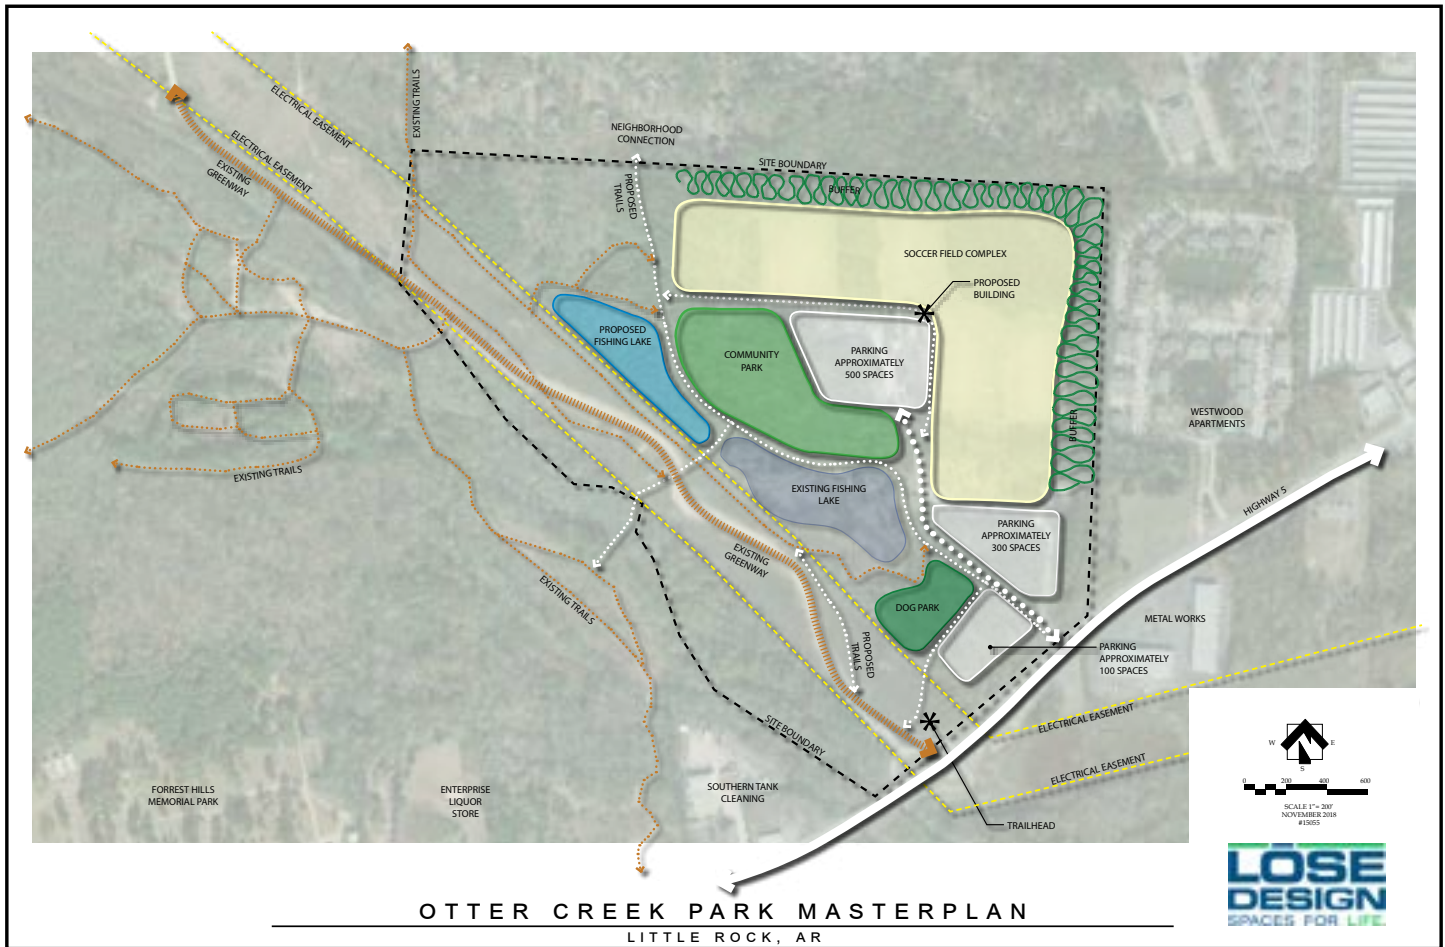 ELECTRICAL EASEMENT
EXISTING TRAILS
NEIGHBORHOOD
CONNECTION
ELECTRICAL EASEMENT
EXISTING
GREENWAY
SITE BOUNDARY
BUFFER
PROPOSED
TRAILS
SOCCER FIELD COMPLEX
PROPOSED
BUILDING
PROPOSED
FISHING LAKE
COMMUNITY
PARK
PARKING
APPROXIMATELY
500 SPACES
BUFFER
WESTWOOD
APARTMENTS
EXISTING TRAILS
EXISTING FISHING
LAKE
HIGHWAY 5
PARKING
APPROXIMATELY
300 SPACES
EXISTING
GREENWAY
EXISTING TRAILS
DOG PARK
METAL WORKS
PROPOSED
TRAILS
PARKING
APPROXIMATELY
100 SPACES
SITE BOUNDARY
ELECTRICAL EASEMENT
ELECTRICAL EASEMENT
FORREST HILLS
MEMORIAL PARK
ENTERPRISE
LIQUOR
STORE
SOUTHERN TANK
CLEANING
TRAILHEAD
W E
S
0 200 400 600
SCALE 1"= 200'
NOVEMBER 2018
#15055
LOSE
DESIGN
SPACES FOR LIFE.
OTTER CREEK PARK MASTERPLAN
LITTLE ROCK, AR